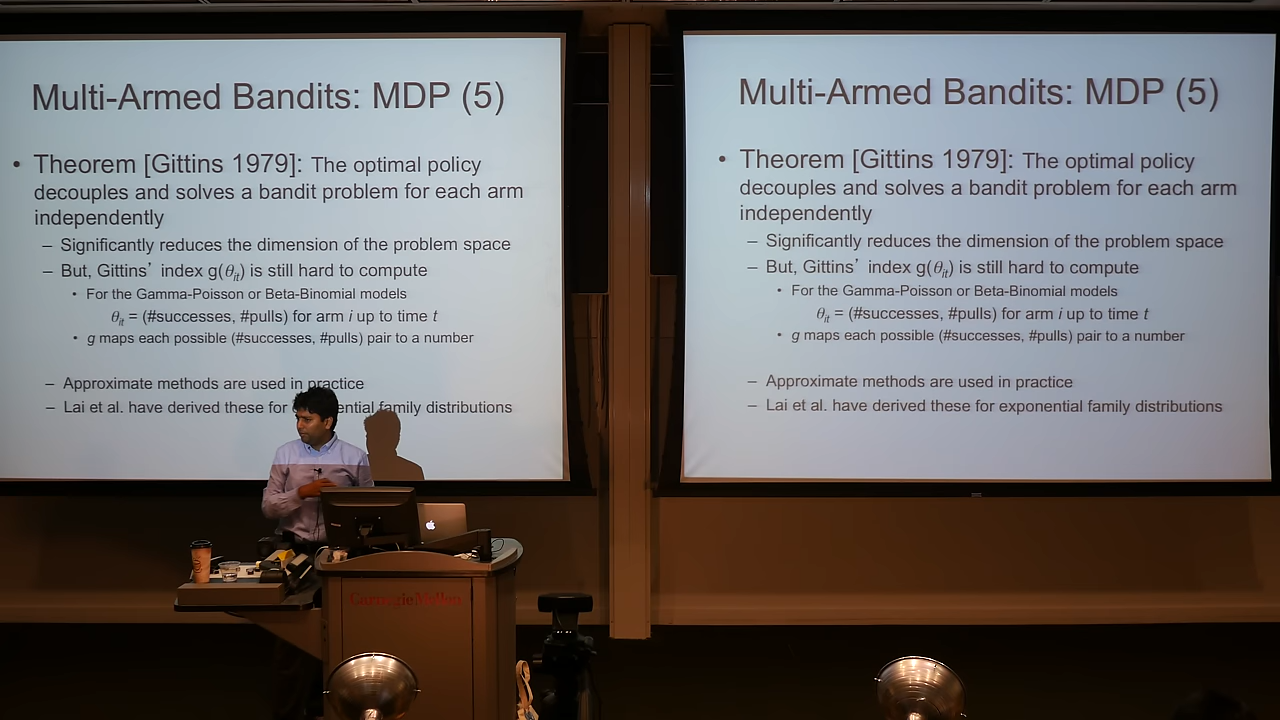 Multi-Armed Bandits: MDP (5)
• Theorem [Gittins 1979]: The optimal policy
decouples and solves a bandit problem for each arm
independently
– Significantly reduces the dimension of the problem space
– But, Gittins’ index g(θit) is still hard to compute
• For the Gamma-Poisson or Beta-Binomial models
θit = (#successes, #pulls) for arm i up to time t
• g maps each possible (#successes, #pulls) pair to a number
– Approximate methods are used in practice
– Lai et al. have derived these for ential family distributions
Multi-Armed Bandits: MDP (5)
• Theorem [Gittins 1979]: The optimal policy
decouples and solves a bandit problem for each arm
independently
– Significantly reduces the dimension of the problem space
– But, Gittins’ index g(θit) is still hard to compute
• For the Gamma-Poisson or Beta-Binomial models
θit = (#successes, #pulls) for arm i up to time t
• g maps each possible (#successes, #pulls) pair to a number
– Approximate methods are used in practice
– Lai et al. have derived these for exponential family distributions
Carnegie Mellon